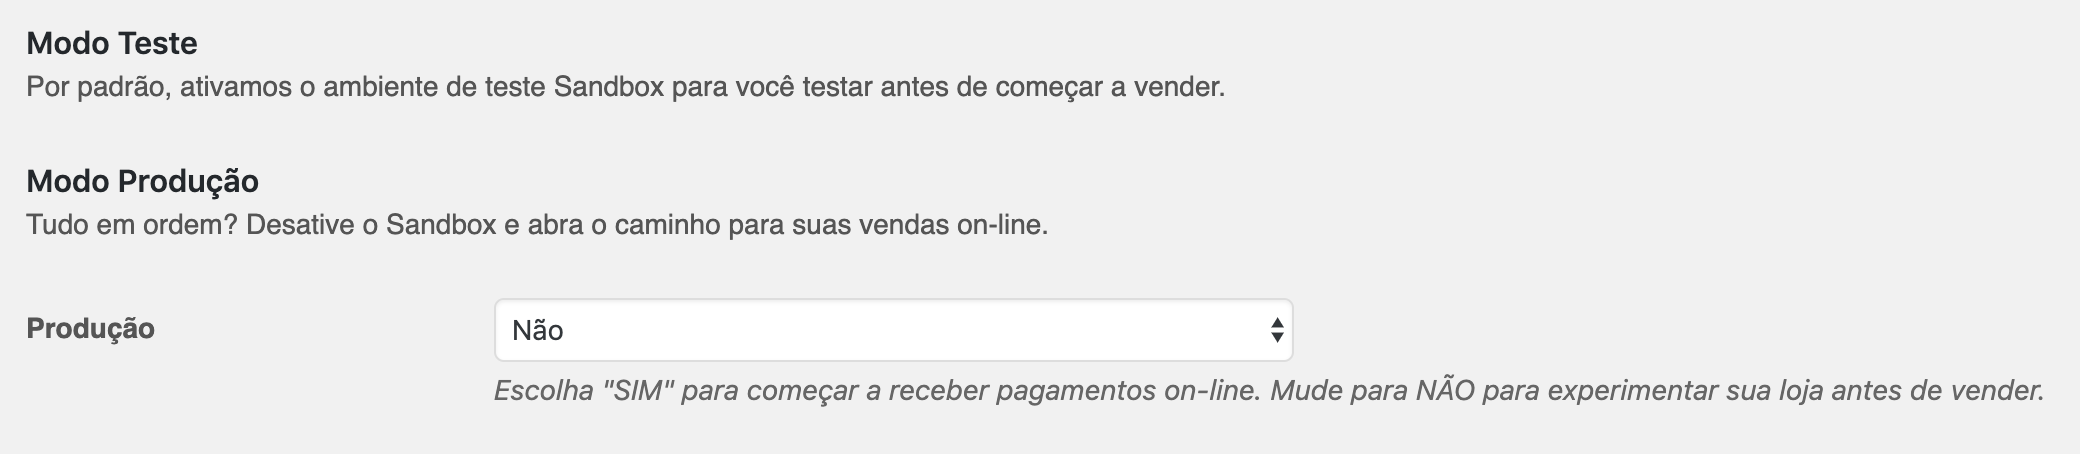 Modo Teste
Por padrão, ativamos o ambiente de teste Sandbox para você testar antes de começar a vender.
Modo Produção
Tudo em ordem? Desative o Sandbox e abra o caminho para suas vendas on-line.
Produção
Não
Escolha "SIM" para começar a receber pagamentos on-line. Mude para NÃO para experimentar sua loja antes de vender.